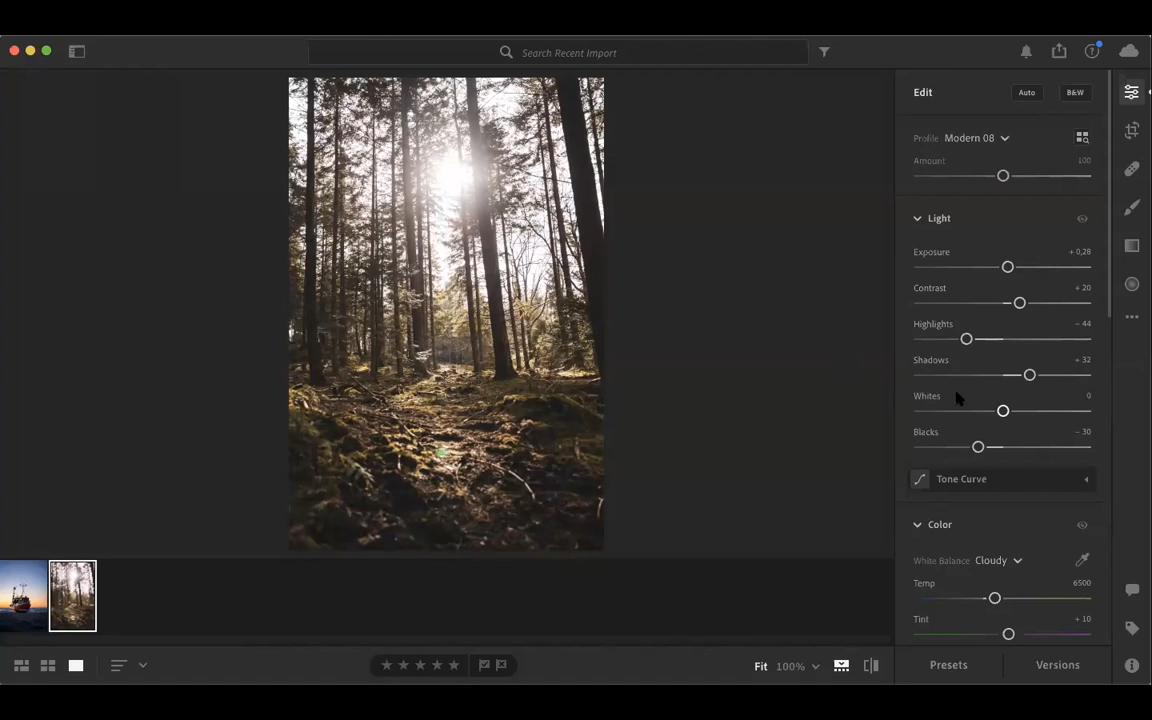 Search Recent Import
Edit
Auto
B&W
Profile Modern 08
Amount 100
Light
Exposure + 0,28
Contrast + 20
Highlights − 44
Shadows + 32
Whites 0
Blacks − 30
Tone Curve
Color
White Balance Cloudy
Temp 6500
Tint + 10
Fit 100%
Presets
Versions